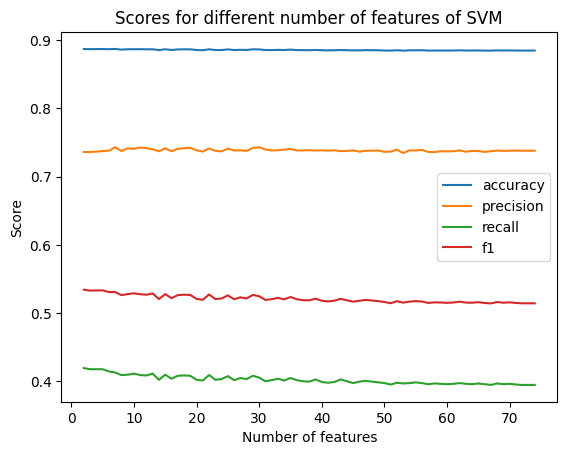 Scores for different number of features of SVM
0.9
0.8
0.7
0.6
0.5
0.4
Score
accuracy
precision
recall
f1
0 10 20 30 40 50 60 70
Number of features